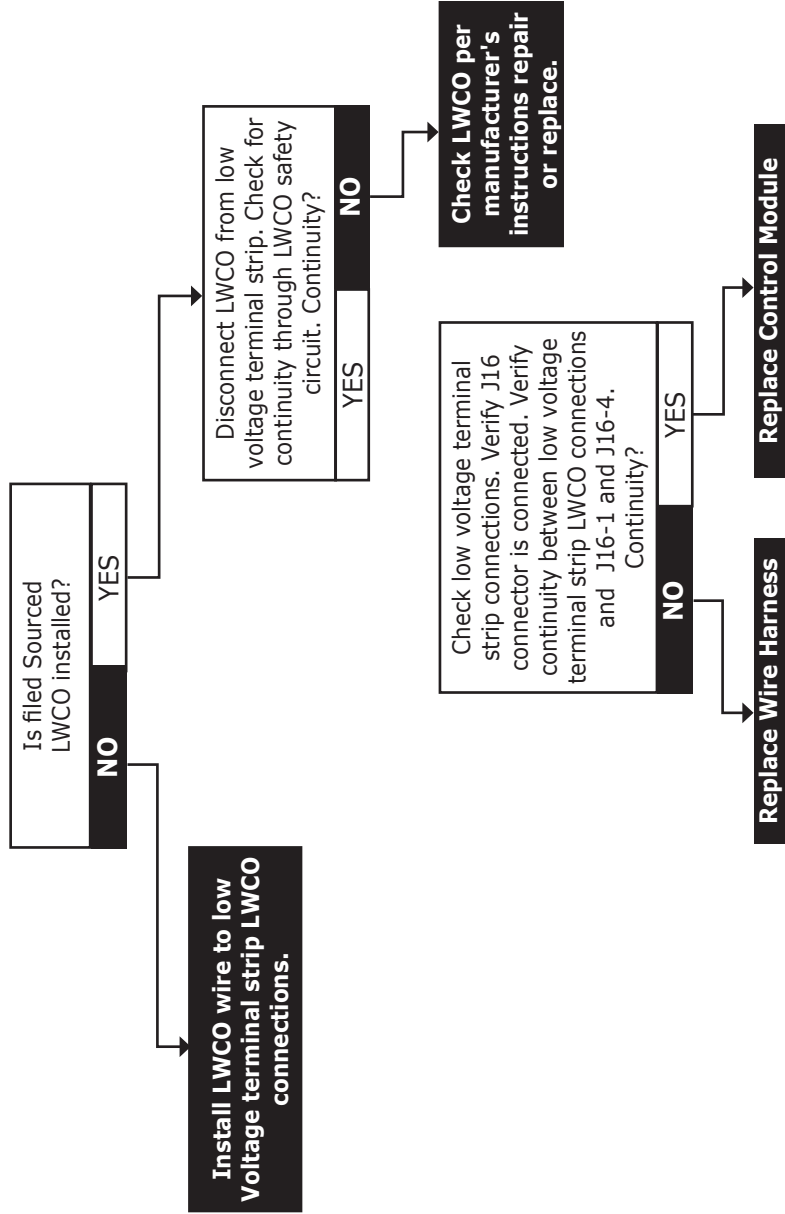 Is filed Sourced
LWCO installed?
NO
YES
Install LWCO wire to low
Voltage terminal strip LWCO
connections.
Disconnect LWCO from low
voltage terminal strip. Check for
continuity through LWCO safety
circuit. Continuity?
YES
NO
Check LWCO per
manufacturer's
instructions repair
or replace.
Check low voltage terminal
strip connections. Verify J16
connector is connected. Verify
continuity between low voltage
terminal strip LWCO connections
and J16-1 and J16-4.
Continuity?
NO
YES
Replace Wire Harness
Replace Control Module